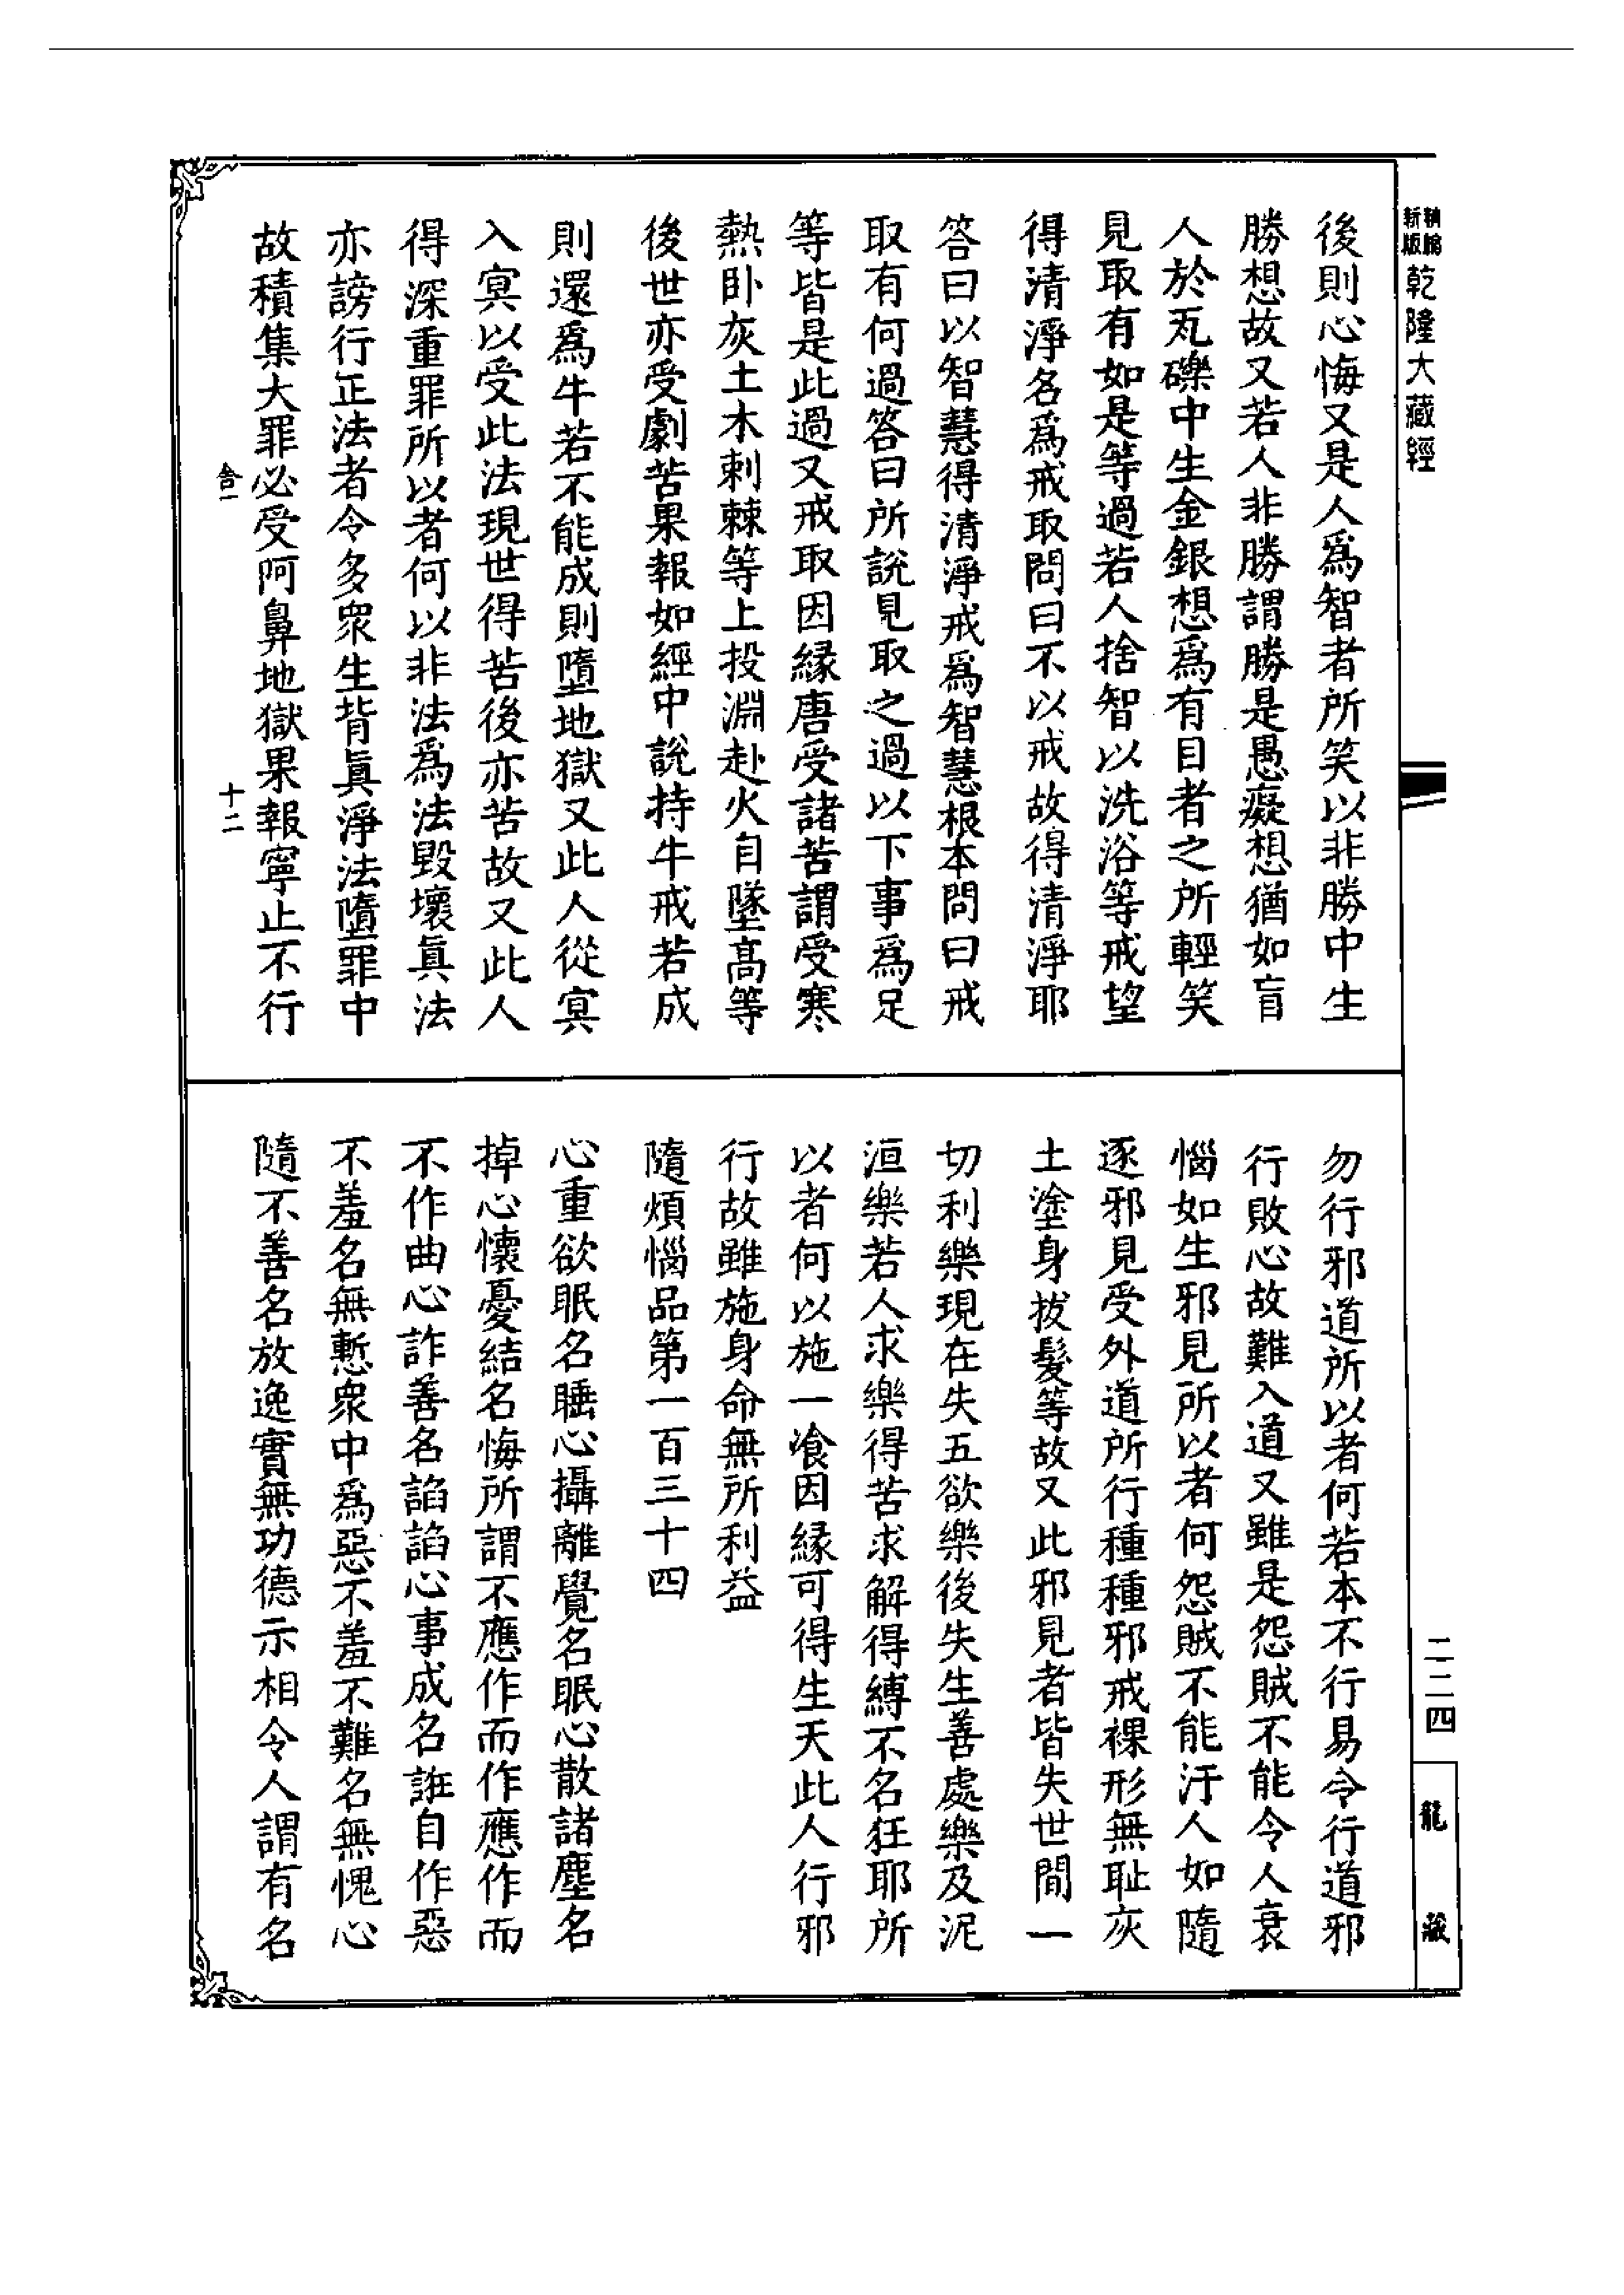 新版精縮乾隆大藏經
後則心悔又是人爲智者所笑以非勝中生
勝想故又若人非勝謂勝是愚癡想猶如盲
人於瓦礫中生金銀想爲有目者之所輕笑
見取有如是等過若人捨智以洗浴等戒望
得清淨名爲戒取問曰不以戒故得清淨耶
答曰以智慧得清淨戒爲智慧根本問曰戒
取有何過答曰所說見取之過以下事爲足
等皆是此過又戒取因緣唐受諸苦謂受寒
熱卧灰土木刺棘等上投淵赴火自墜高等
後世亦受劇苦果報如經中說持牛戒若成
則還爲牛若不能成則墮地獄又此人從冥
入冥以受此法現世得苦後亦苦故又此人
得深重罪所以者何以非法爲法毀壞眞法
亦謗行正法者令多眾生背眞淨法墮罪中
故積集大罪必受阿鼻地獄果報寧止不行
舍一 十二
勿行邪道所以者何若本不行易令行道邪
行敗心故難入道又雖是怨賊不能令人衰
惱如生邪見所以者何怨賊不能汙人如隨
逐邪見受外道所行種種邪戒裸形無恥灰
土塗身拔髮等故又此邪見者皆失世間一
切利樂現在失五欲樂後失生善處樂及泥
洹樂若人求樂得苦求解得縛不名狂耶所
以者何以施一飡因緣可得生天此人行邪
行故雖施身命無所利益
隨煩惱品第一百三十四
心重欲眠名睡心攝離覺名眠心散諸塵名
掉心懷憂結名悔所謂不應作而作應作而
不作曲心詐善名諂諂心事成名誑自作惡
不羞名無慙眾中爲惡不羞不難名無愧心
隨不善名放逸實無功德示相令人謂有名
二二四
龍藏